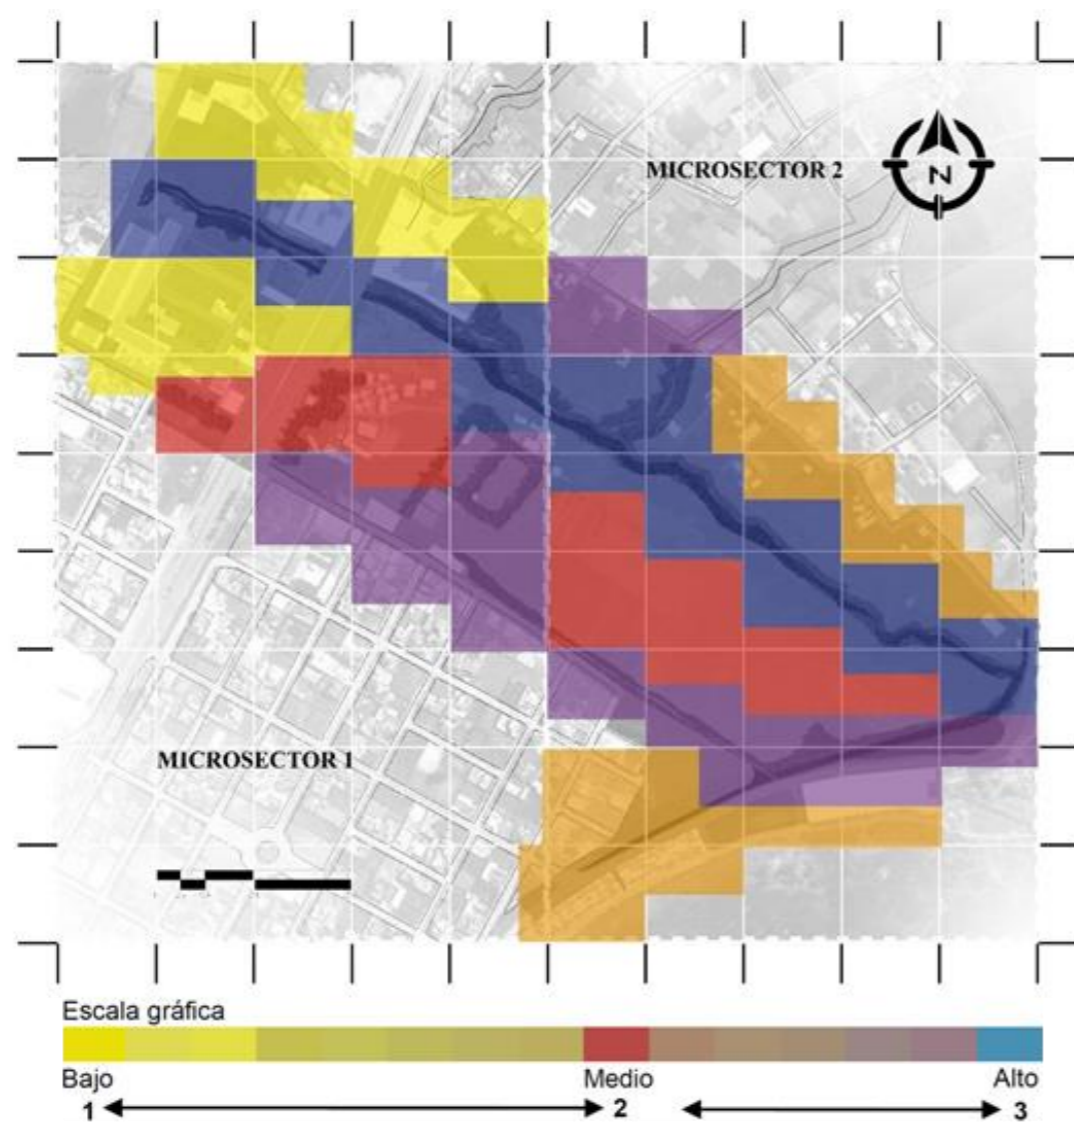 MICROSECTOR 2
N
MICROSECTOR 1
Escala gráfica
Bajo Medio Alto
1 2 3